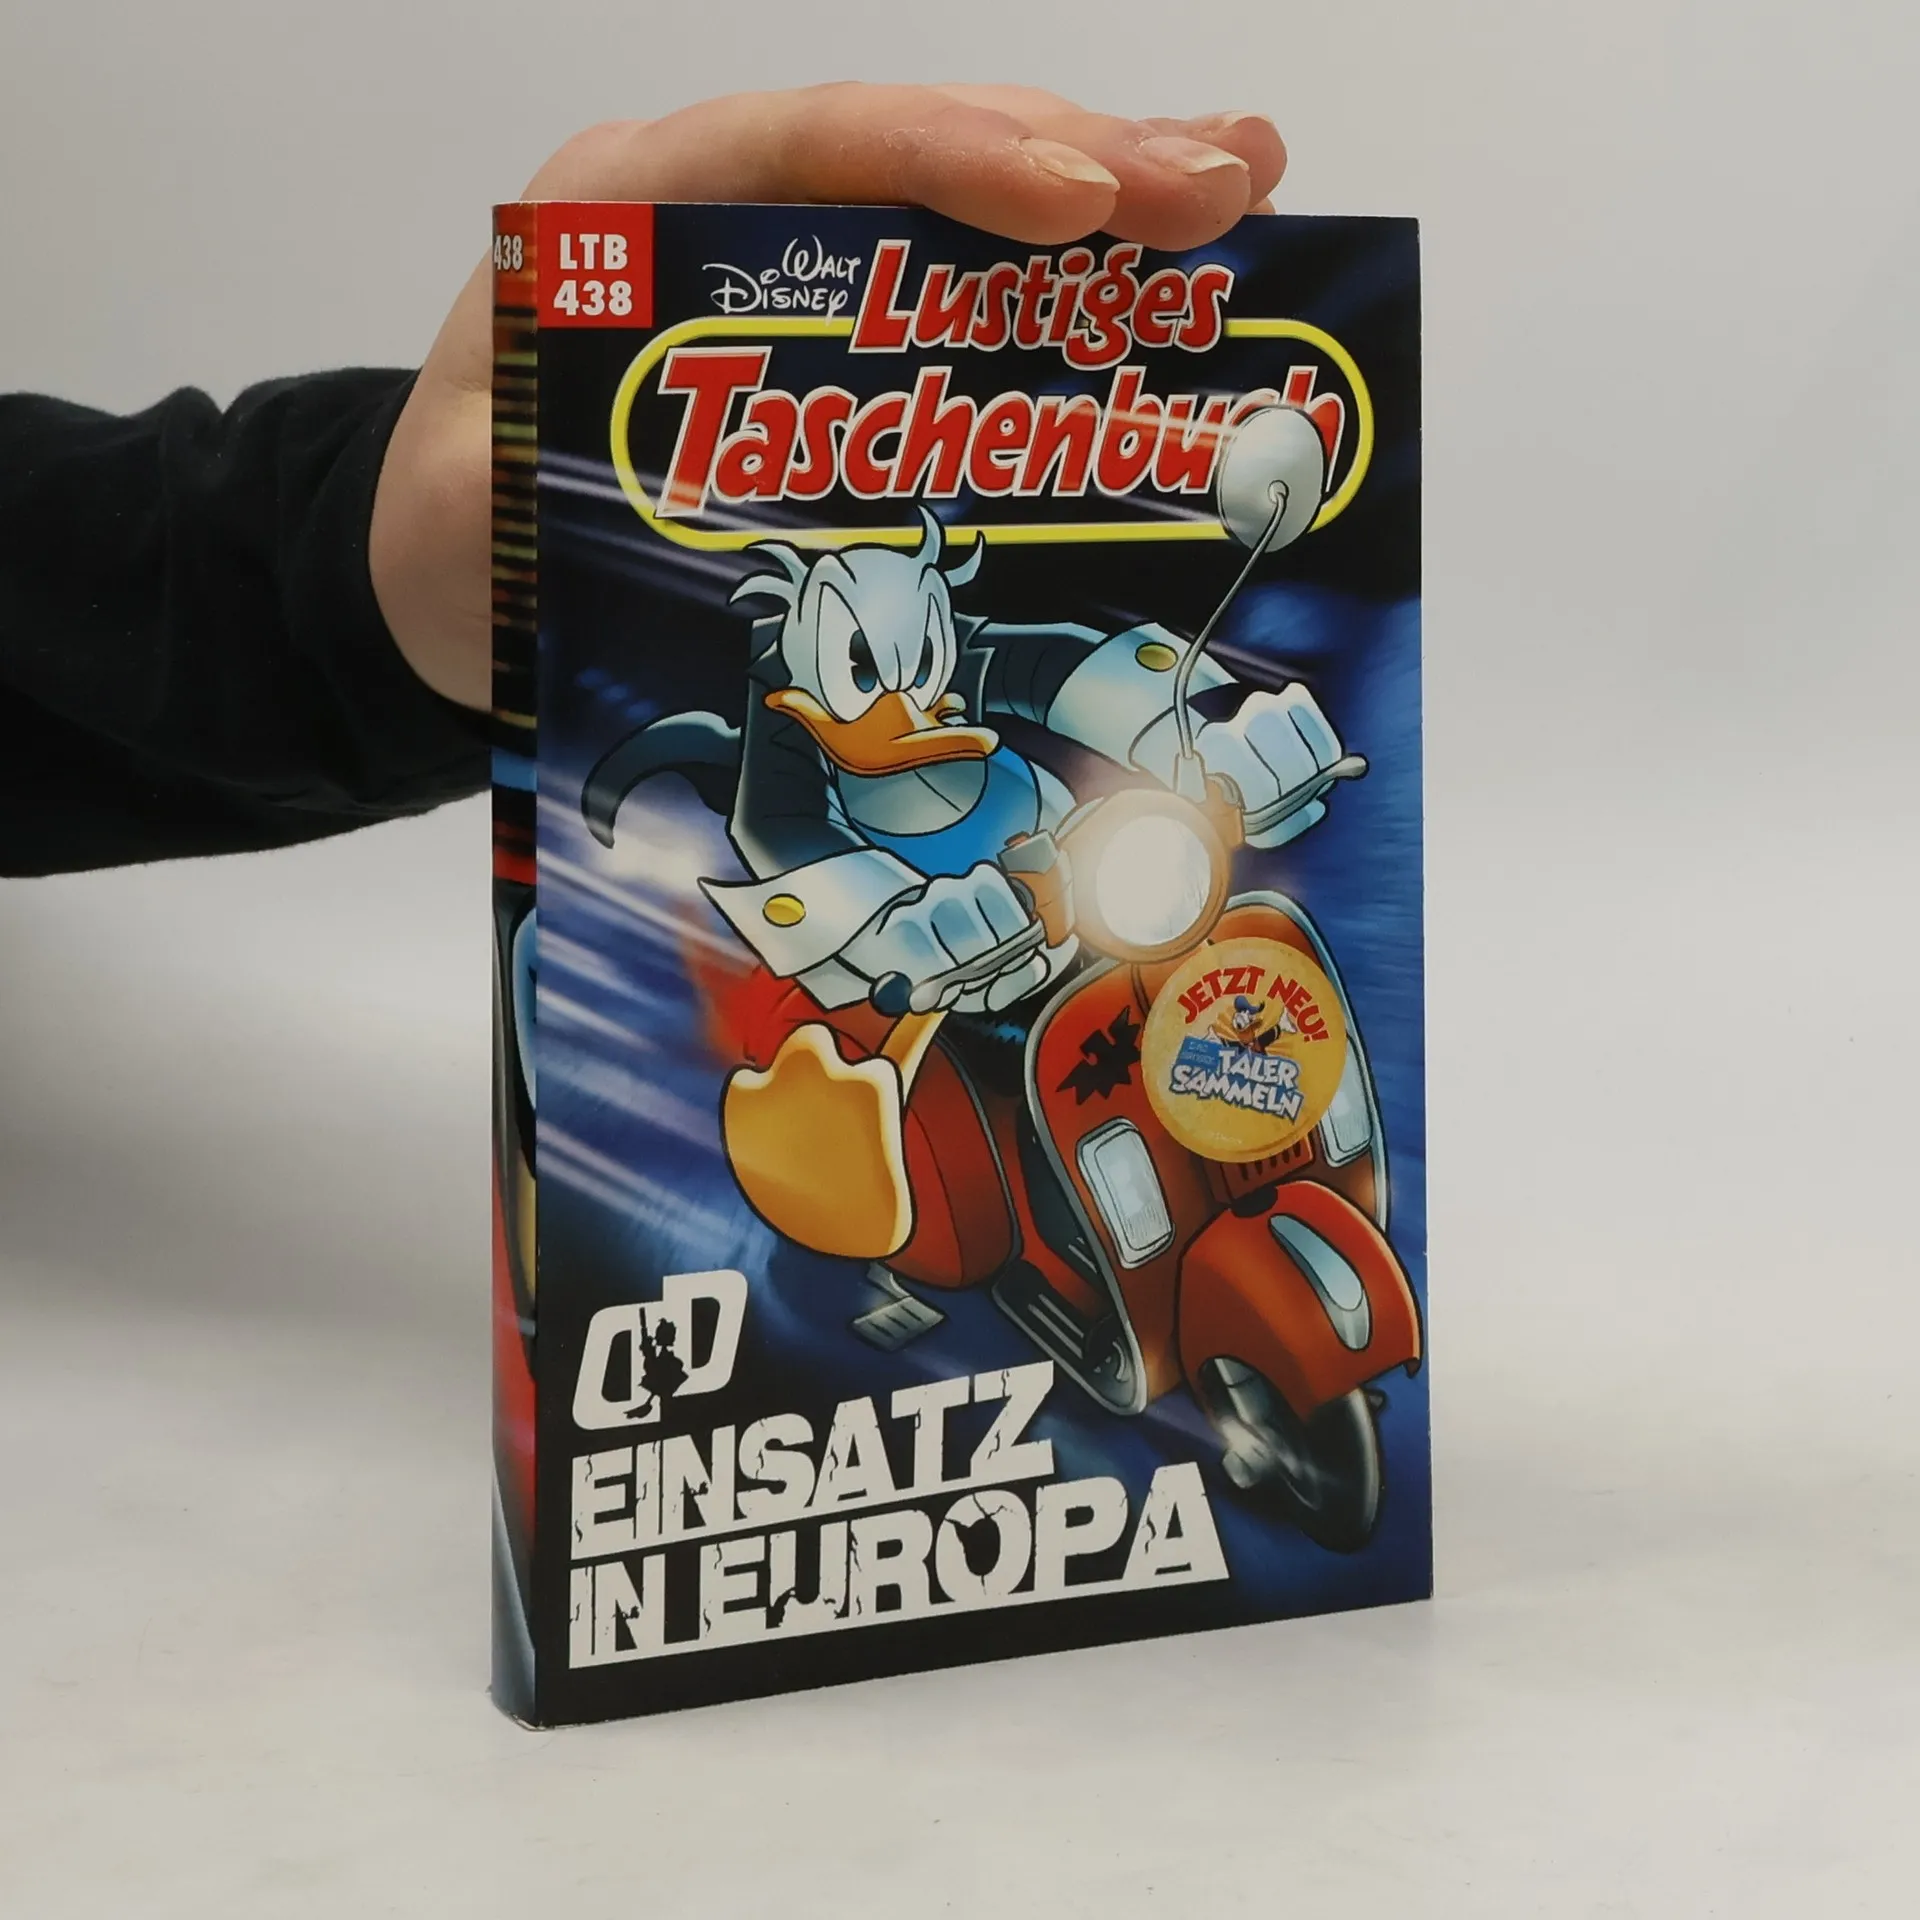 438
LTB
438
WALT
DISNEY
Lustiges
Taschenbuch
JETZT NEU!
TALER
SAMMELN
DD
EINSATZ
IN EUROPA